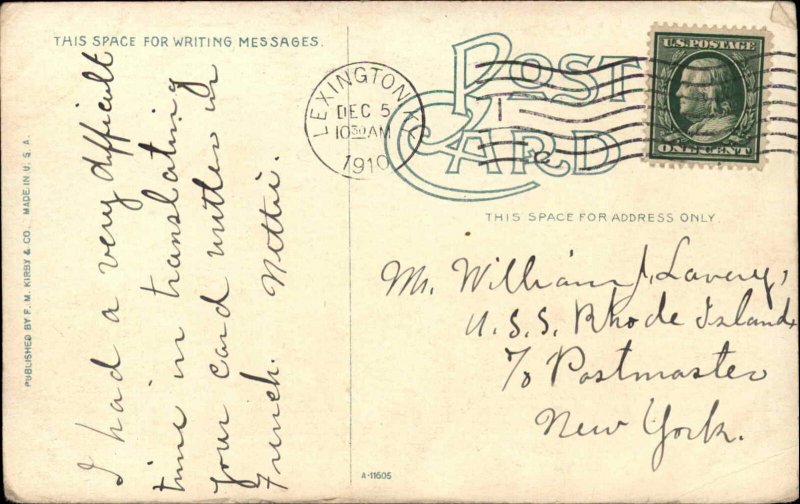 THIS SPACE FOR WRITING MESSAGES.
I had a very difficult
time in translating
your card written in
French. Nettie.
PUBLISHED BY F. M. KIRBY & CO. MADE IN U. S. A.
LEXINGTON, KY.
DEC 5
10 30 AM
1910
1
POST
CARD
U.S. POSTAGE
ONE CENT
THIS SPACE FOR ADDRESS ONLY.
Mr. William J. Lavery,
U.S.S. Rhode Island,
c/o Postmaster
New York.
A-11605